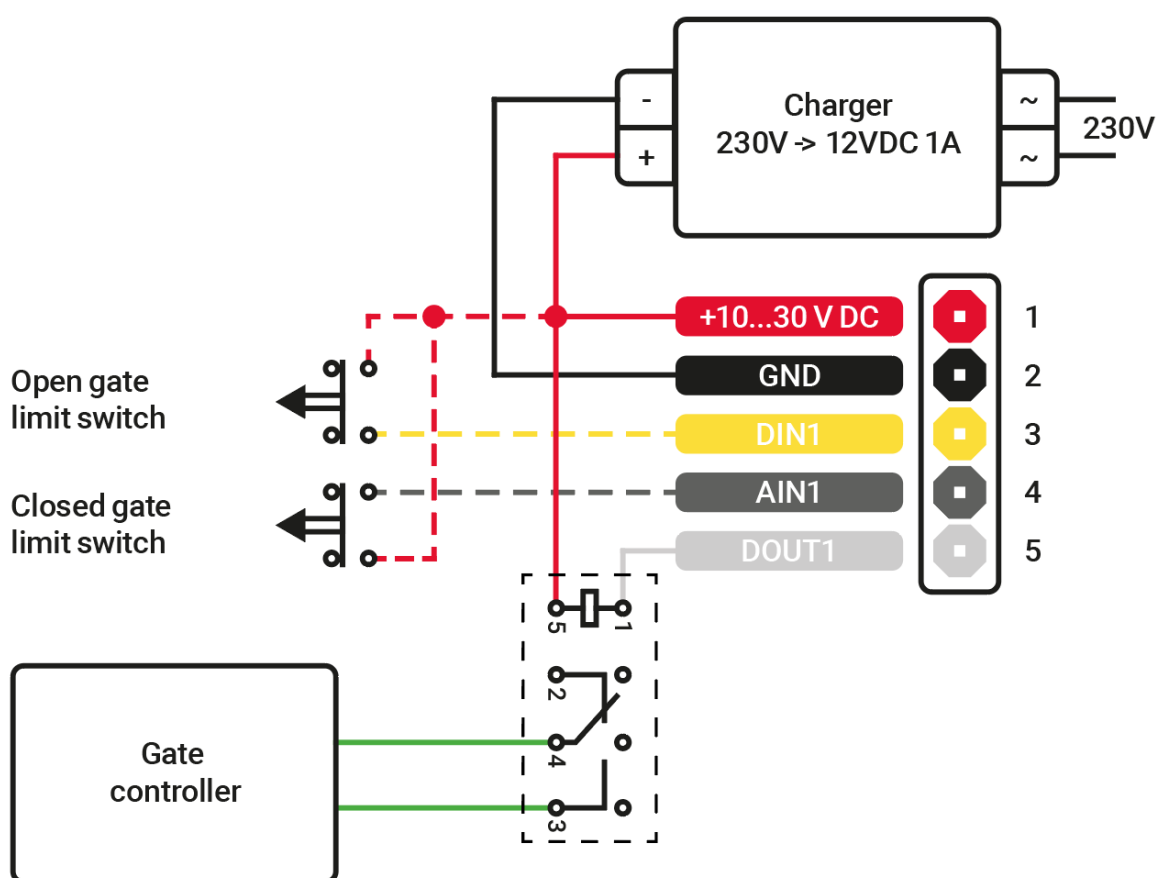 Charger
230V -> 12VDC 1A
-
+
~
~
230V
+10...30 V DC
1
GND
2
DIN1
3
AIN1
4
DOUT1
5
Open gate
limit switch
Closed gate
limit switch
5
1
2
4
3
Gate
controller